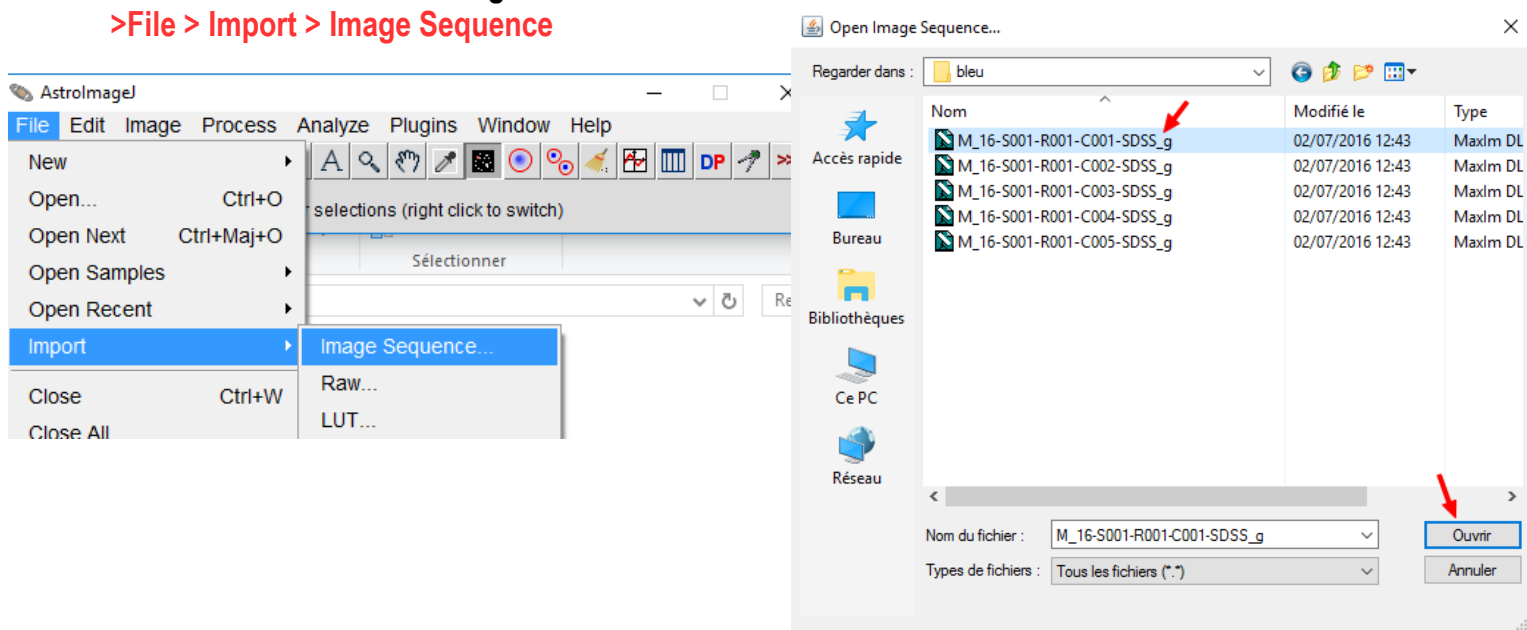 >File > Import > Image Sequence
AstroImageJ
File Edit Image Process Analyze Plugins Window Help
New
A DP >>
Open... Ctrl+O
selections (right click to switch)
Open Next Ctrl+Maj+O
Sélectionner
Open Samples
Open Recent
Re
Import
Image Sequence...
Raw...
Close Ctrl+W
LUT...
Close All
Open Image Sequence...
Regarder dans : bleu
Nom Modifié le Type
M_16-S001-R001-C001-SDSS_g 02/07/2016 12:43 MaxIm DL
M_16-S001-R001-C002-SDSS_g 02/07/2016 12:43 MaxIm DL
M_16-S001-R001-C003-SDSS_g 02/07/2016 12:43 MaxIm DL
M_16-S001-R001-C004-SDSS_g 02/07/2016 12:43 MaxIm DL
M_16-S001-R001-C005-SDSS_g 02/07/2016 12:43 MaxIm DL
Accès rapide
Bureau
Bibliothèques
Ce PC
Réseau
Nom du fichier : M_16-S001-R001-C001-SDSS_g Ouvrir
Types de fichiers : Tous les fichiers (*.*) Annuler